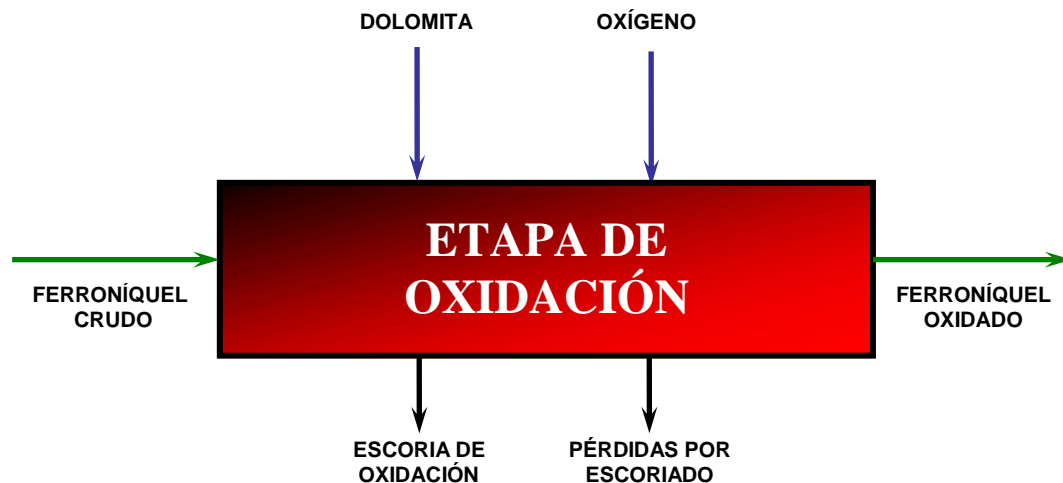 DOLOMITA
OXÍGENO
ETAPA DE
OXIDACIÓN
FERRONÍQUEL
CRUDO
FERRONÍQUEL
OXIDADO
ESCORIA DE
OXIDACIÓN
PÉRDIDAS POR
ESCORIADO